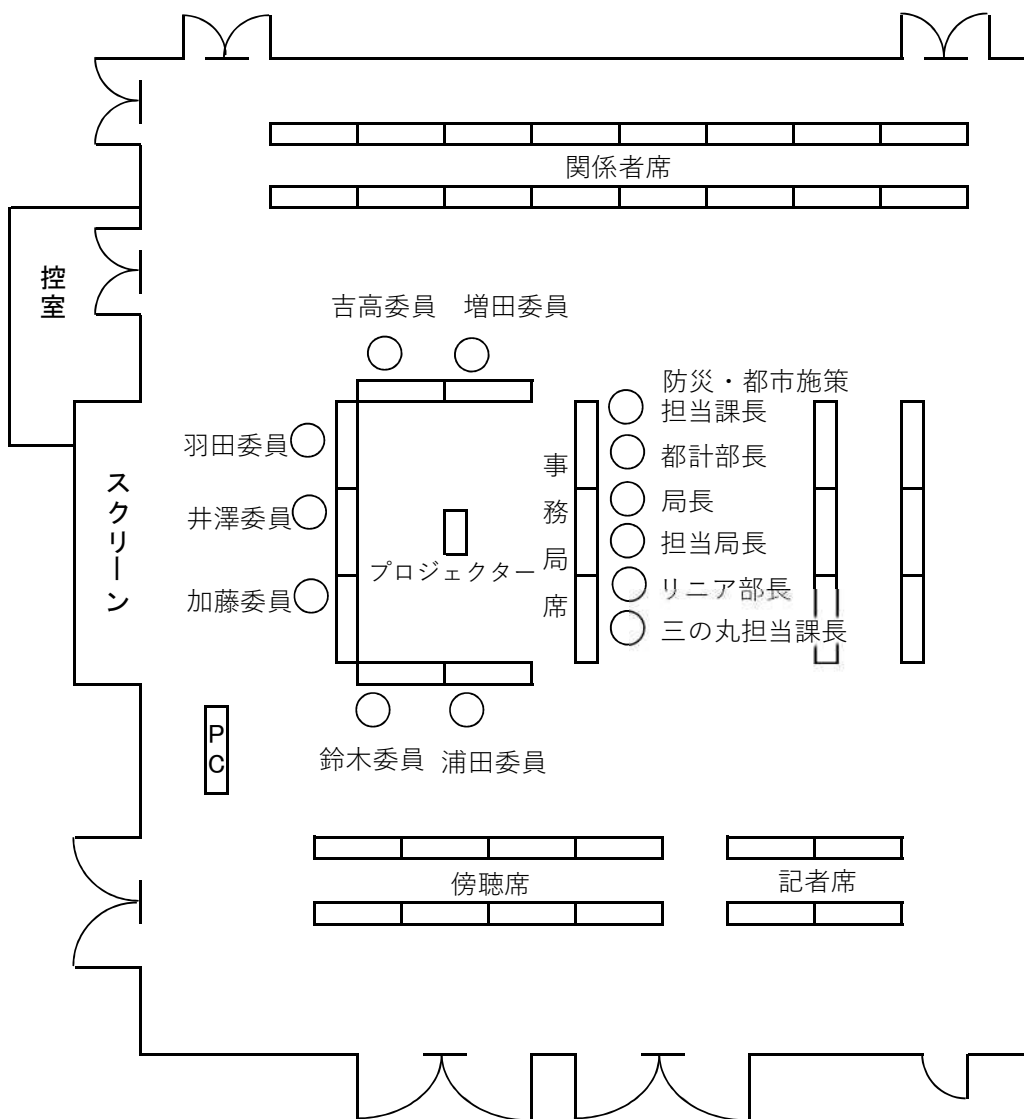 関係者席
控室
吉高委員
増田委員
防災・都市施策
担当課長
羽田委員
都計部長
事務局席
スクリーン
局長
井澤委員
担当局長
プロジェクター
リニア部長
加藤委員
三の丸担当課長
PC
鈴木委員
浦田委員
傍聴席
記者席